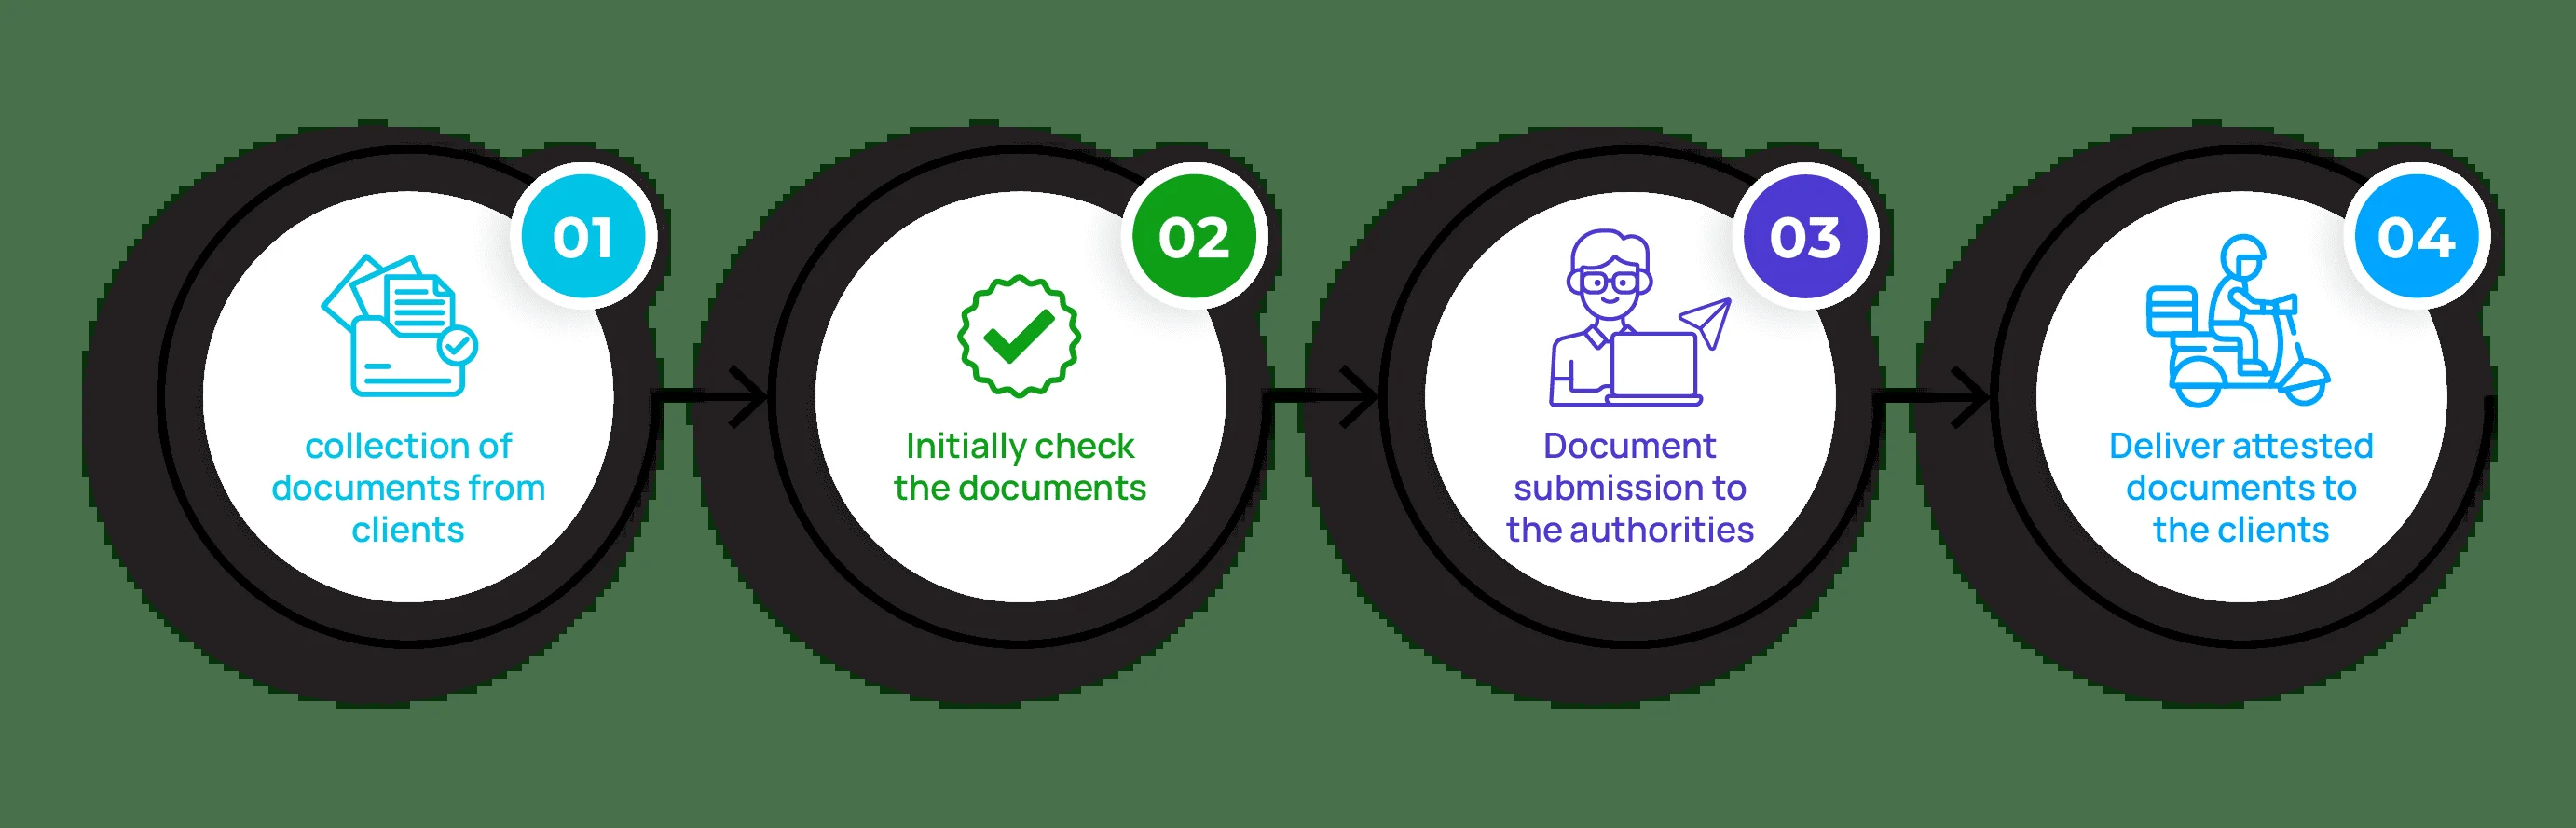 01
collection of
documents from
clients
02
Initially check
the documents
03
Document
submission to
the authorities
04
Deliver attested
documents to
the clients